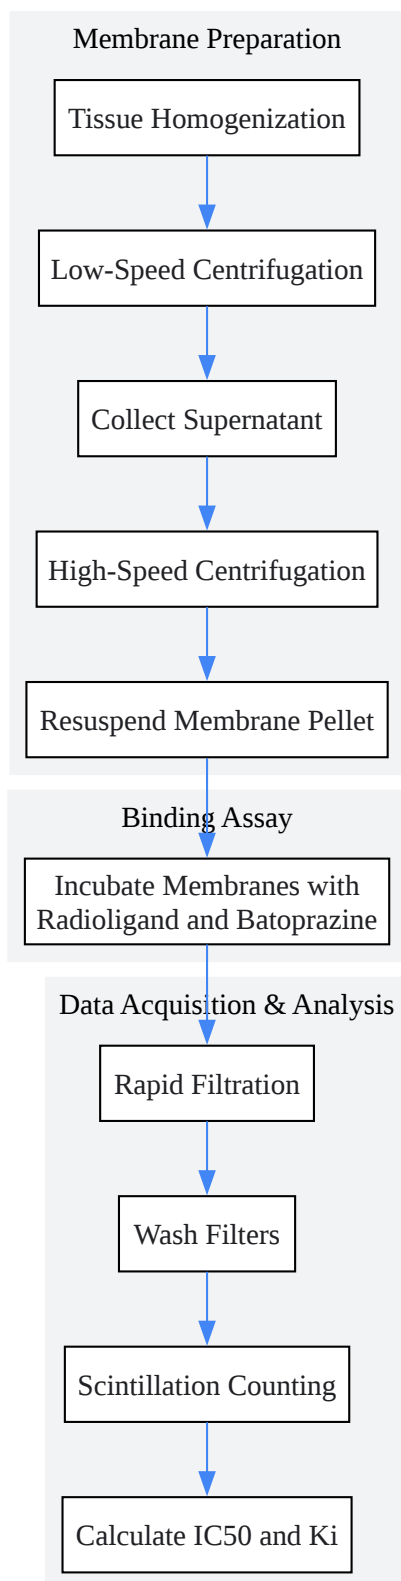 Membrane Preparation
Tissue Homogenization
Low-Speed Centrifugation
Collect Supernatant
High-Speed Centrifugation
Resuspend Membrane Pellet
Binding Assay
Incubate Membranes with
Radioligand and Batoprazine
Data Acquisition & Analysis
Rapid Filtration
Wash Filters
Scintillation Counting
Calculate IC50 and Ki